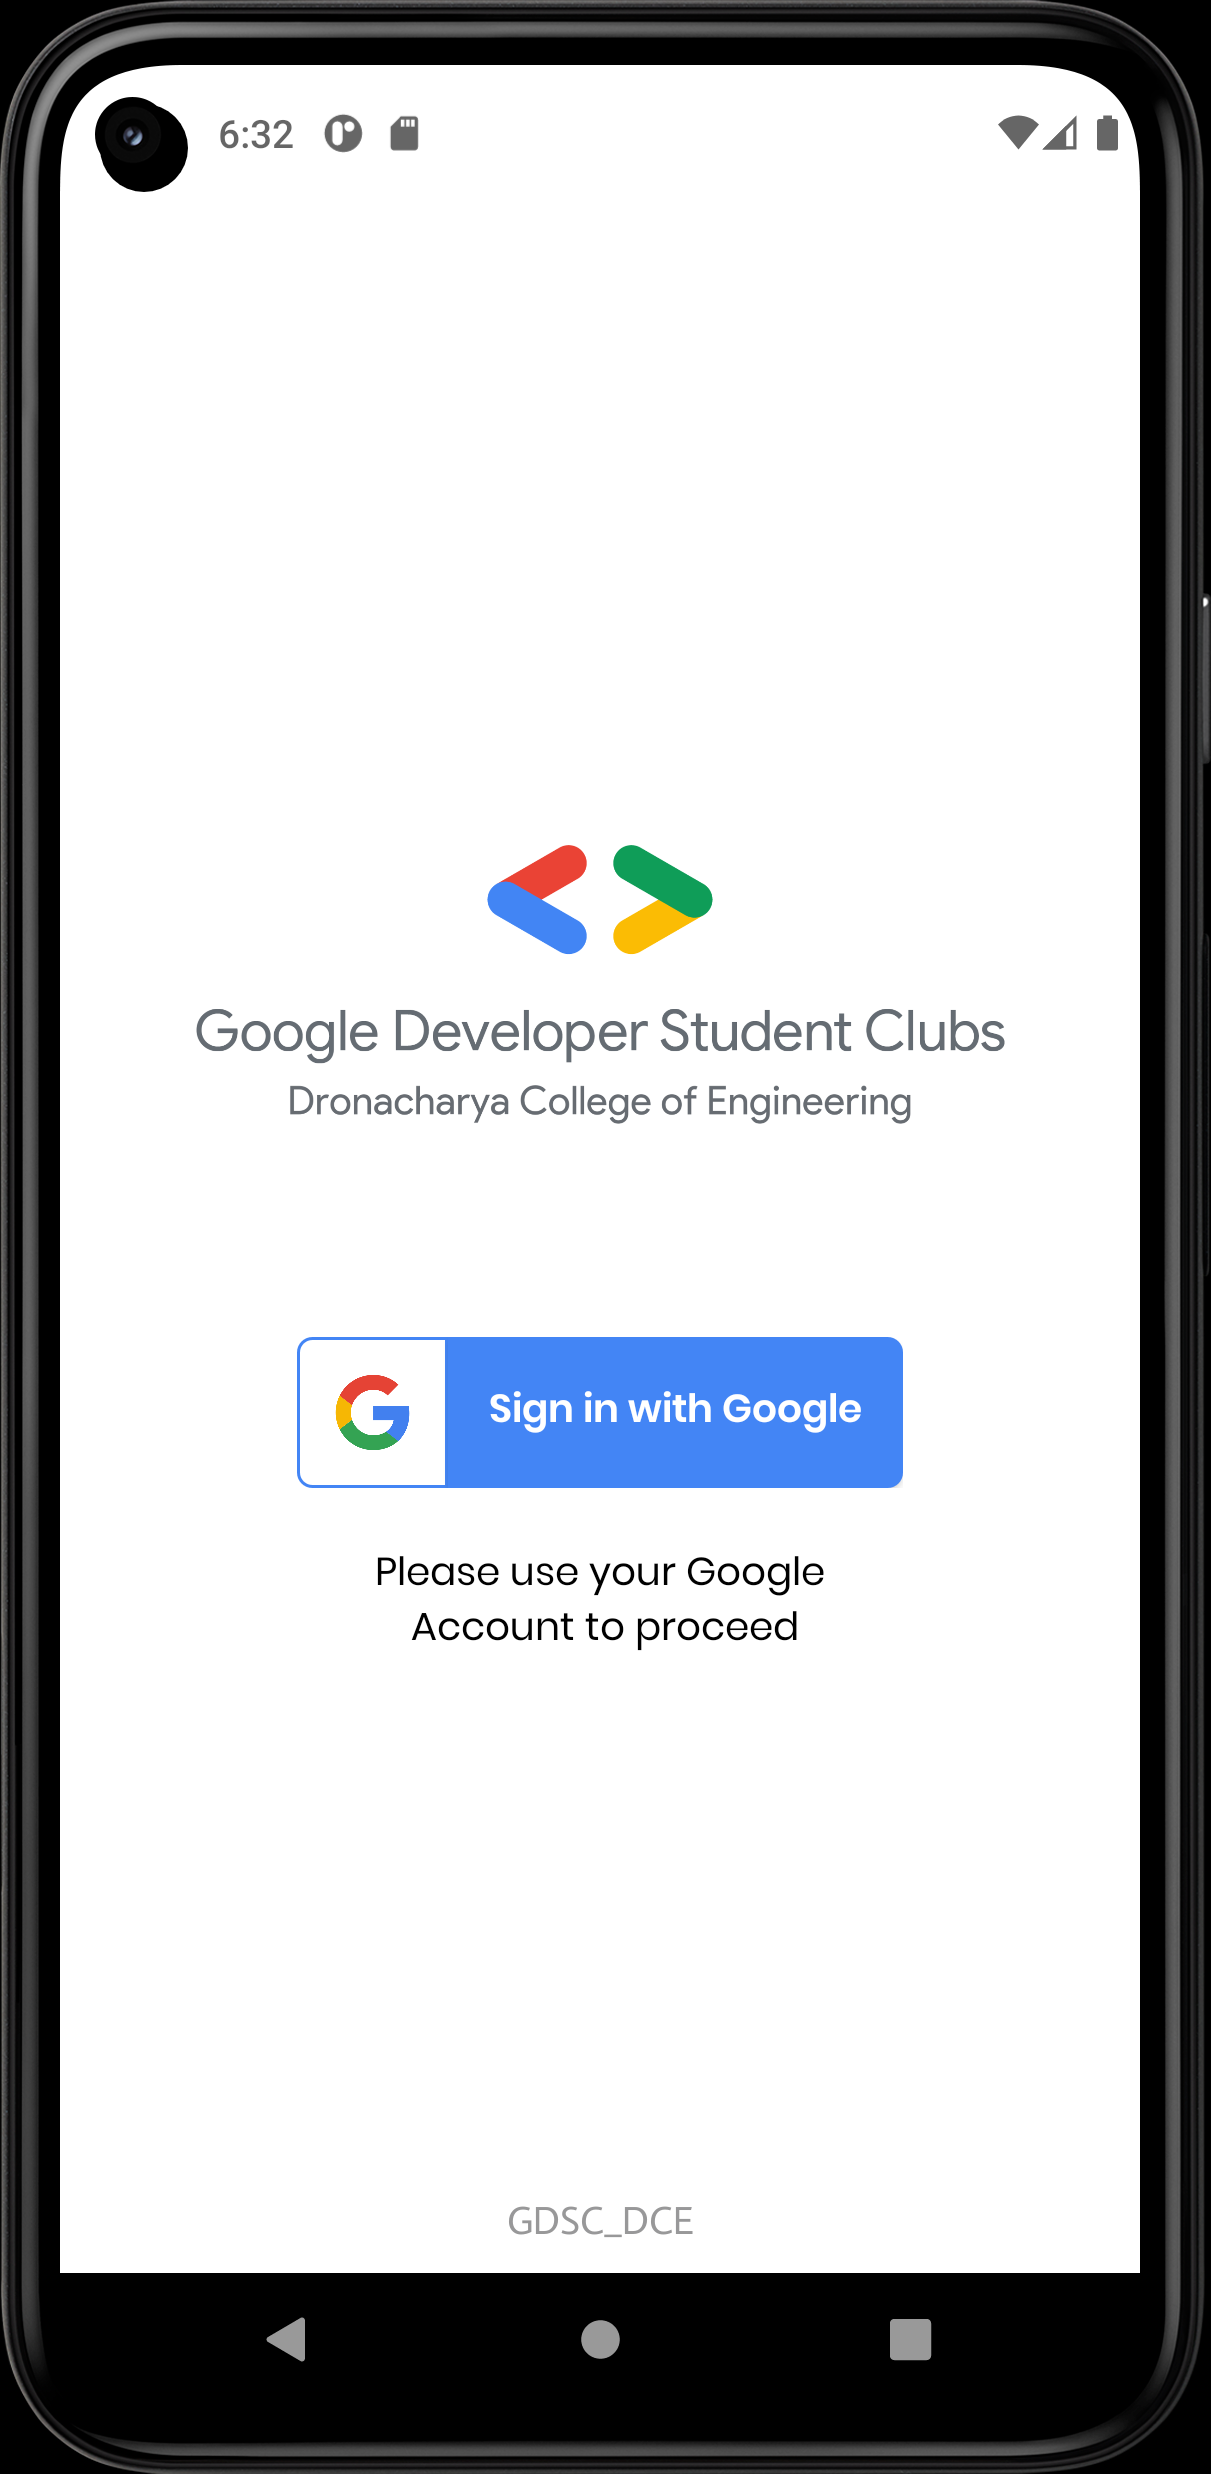 6:32
Google Developer Student Clubs
Dronacharya College of Engineering
Sign in with Google
Please use your Google
Account to proceed
GDSC_DCE